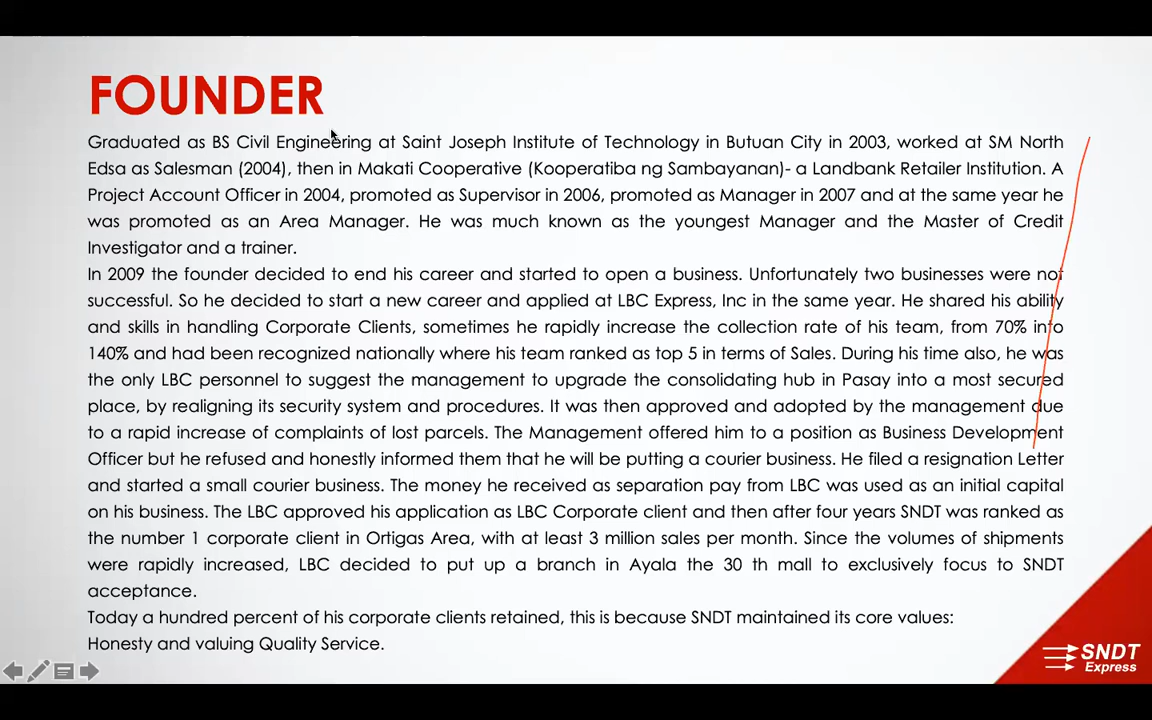 FOUNDER
Graduated as BS Civil Engineering at Saint Joseph Institute of Technology in Butuan City in 2003, worked at SM North
Edsa as Salesman (2004), then in Makati Cooperative (Kooperatiba ng Sambayanan)- a Landbank Retailer Institution. A
Project Account Officer in 2004, promoted as Supervisor in 2006, promoted as Manager in 2007 and at the same year he
was promoted as an Area Manager. He was much known as the youngest Manager and the Master of Credit
Investigator and a trainer.
In 2009 the founder decided to end his career and started to open a business. Unfortunately two businesses were not
successful. So he decided to start a new career and applied at LBC Express, Inc in the same year. He shared his ability
and skills in handling Corporate Clients, sometimes he rapidly increase the collection rate of his team, from 70% into
140% and had been recognized nationally where his team ranked as top 5 in terms of Sales. During his time also, he was
the only LBC personnel to suggest the management to upgrade the consolidating hub in Pasay into a most secured
place, by realigning its security system and procedures. It was then approved and adopted by the management due
to a rapid increase of complaints of lost parcels. The Management offered him to a position as Business Development
Officer but he refused and honestly informed them that he will be putting a courier business. He filed a resignation Letter
and started a small courier business. The money he received as separation pay from LBC was used as an initial capital
on his business. The LBC approved his application as LBC Corporate client and then after four years SNDT was ranked as
the number 1 corporate client in Ortigas Area, with at least 3 million sales per month. Since the volumes of shipments
were rapidly increased, LBC decided to put up a branch in Ayala the 30 th mall to exclusively focus to SNDT
acceptance.
Today a hundred percent of his corporate clients retained, this is because SNDT maintained its core values:
Honesty and valuing Quality Service.
SNDT
Express